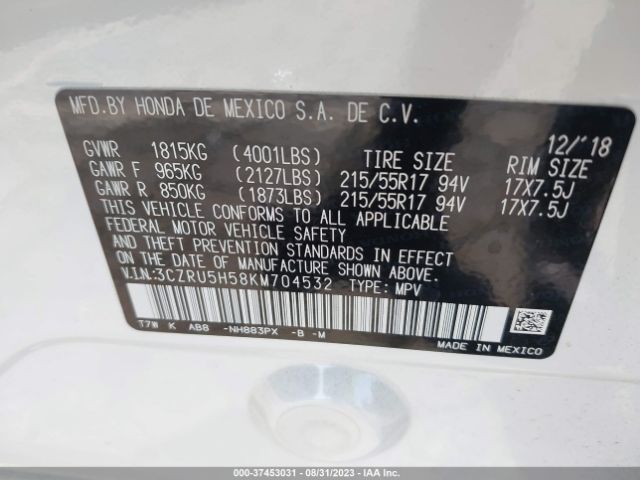 MFD.BY HONDA DE MEXICO S.A. DE C.V.
12/'18
GVWR 1815KG (4001LBS) TIRE SIZE RIM SIZE
GAWR F 965KG (2127LBS) 215/55R17 94V 17X7.5J
GAWR R 850KG (1873LBS) 215/55R17 94V 17X7.5J
THIS VEHICLE CONFORMS TO ALL APPLICABLE
FEDERAL MOTOR VEHICLE SAFETY
AND THEFT PREVENTION STANDARDS IN EFFECT
ON THE DATE OF MANUFACTURE SHOWN ABOVE.
V.I.N:3CZRU5H58KM704532 TYPE: MPV
T7W K AB8 -NH883PX -B -M
MADE IN MEXICO
000-37453031 - 08/31/2023 - IAAI.COM